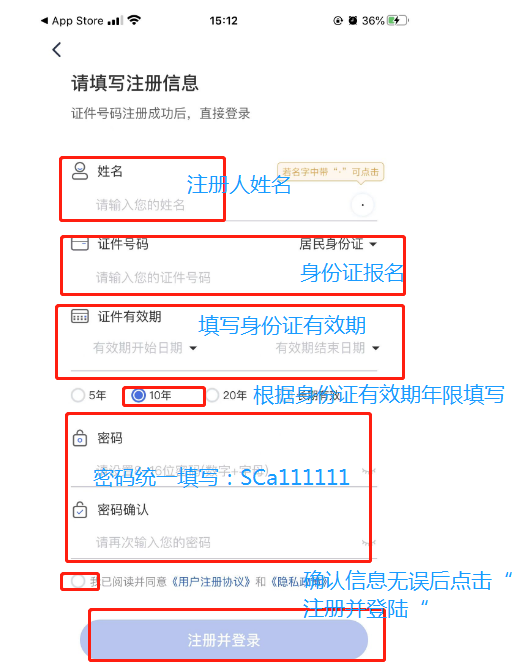 App Store 15:12 36%
请填写注册信息
证件号码注册成功后，直接登录
姓名
若名字中带“·”可点击
注册人姓名
请输入您的姓名
·
证件号码 居民身份证
身份证报名
请输入您的证件号码
证件有效期
填写身份证有效期
有效期开始日期 有效期结束日期
5年 10年 20年 长期有效
根据身份证有效期年限填写
密码
密码统一填写：SCa111111
密码确认
请再次输入您的密码
我已阅读并同意《用户注册协议》和《隐私政策》
确认信息无误后点击“
注册并登陆“
注册并登录